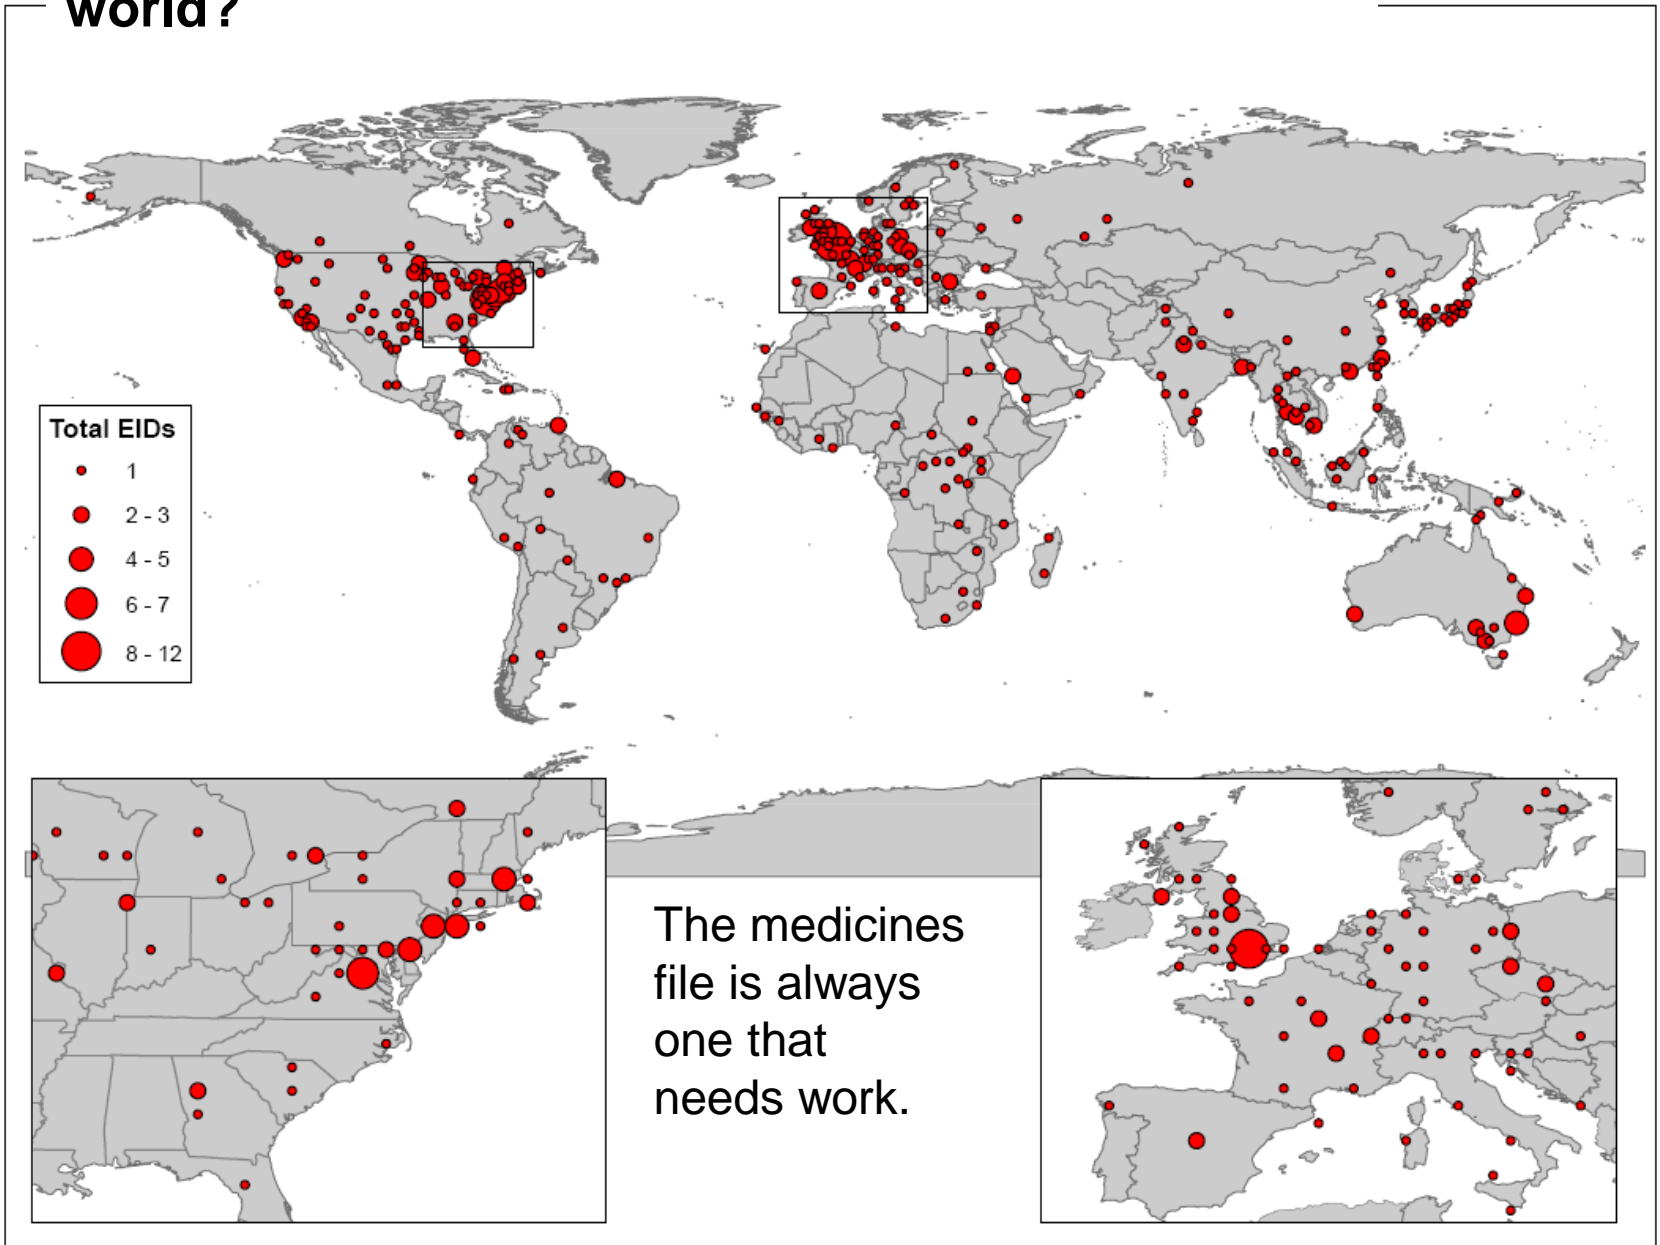 world?
Total EIDs
1
2 - 3
4 - 5
6 - 7
8 - 12
The medicines
file is always
one that
needs work.